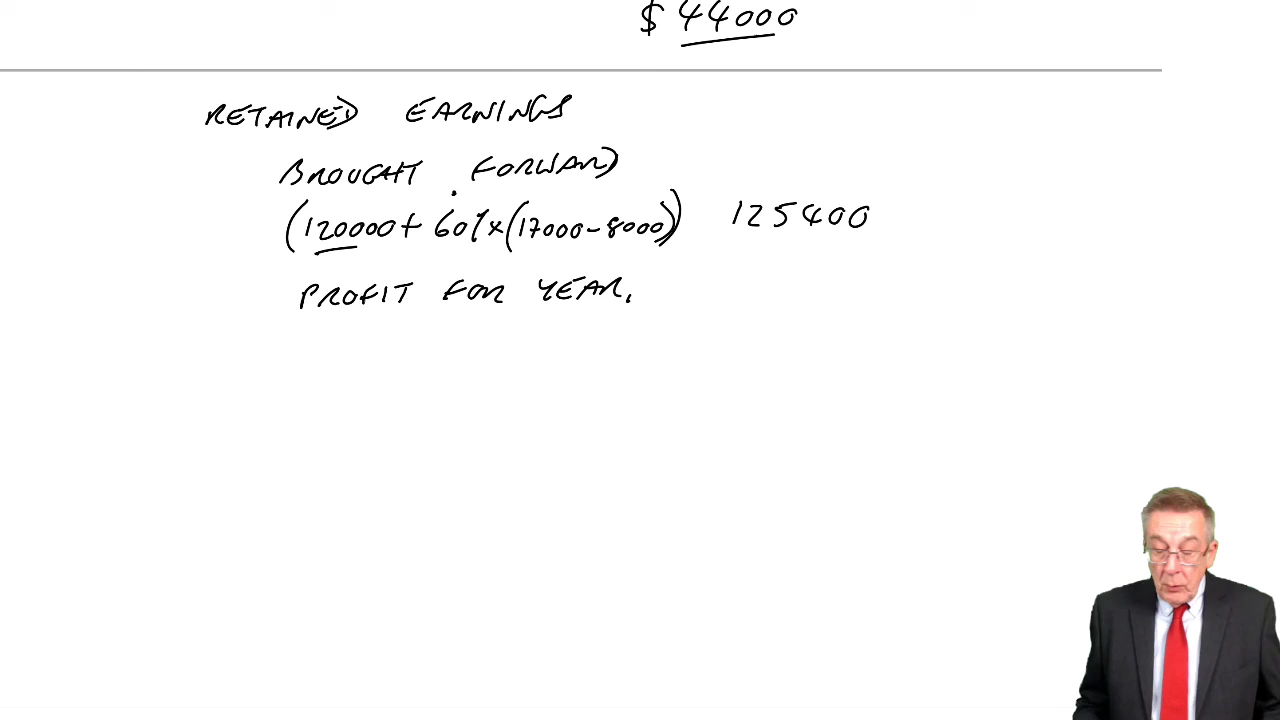 $ 44000
RETAINED EARNINGS
BROUGHT FORWARD
(120000 + 60% x (17000 - 8000)) 125400
PROFIT FOR YEAR.